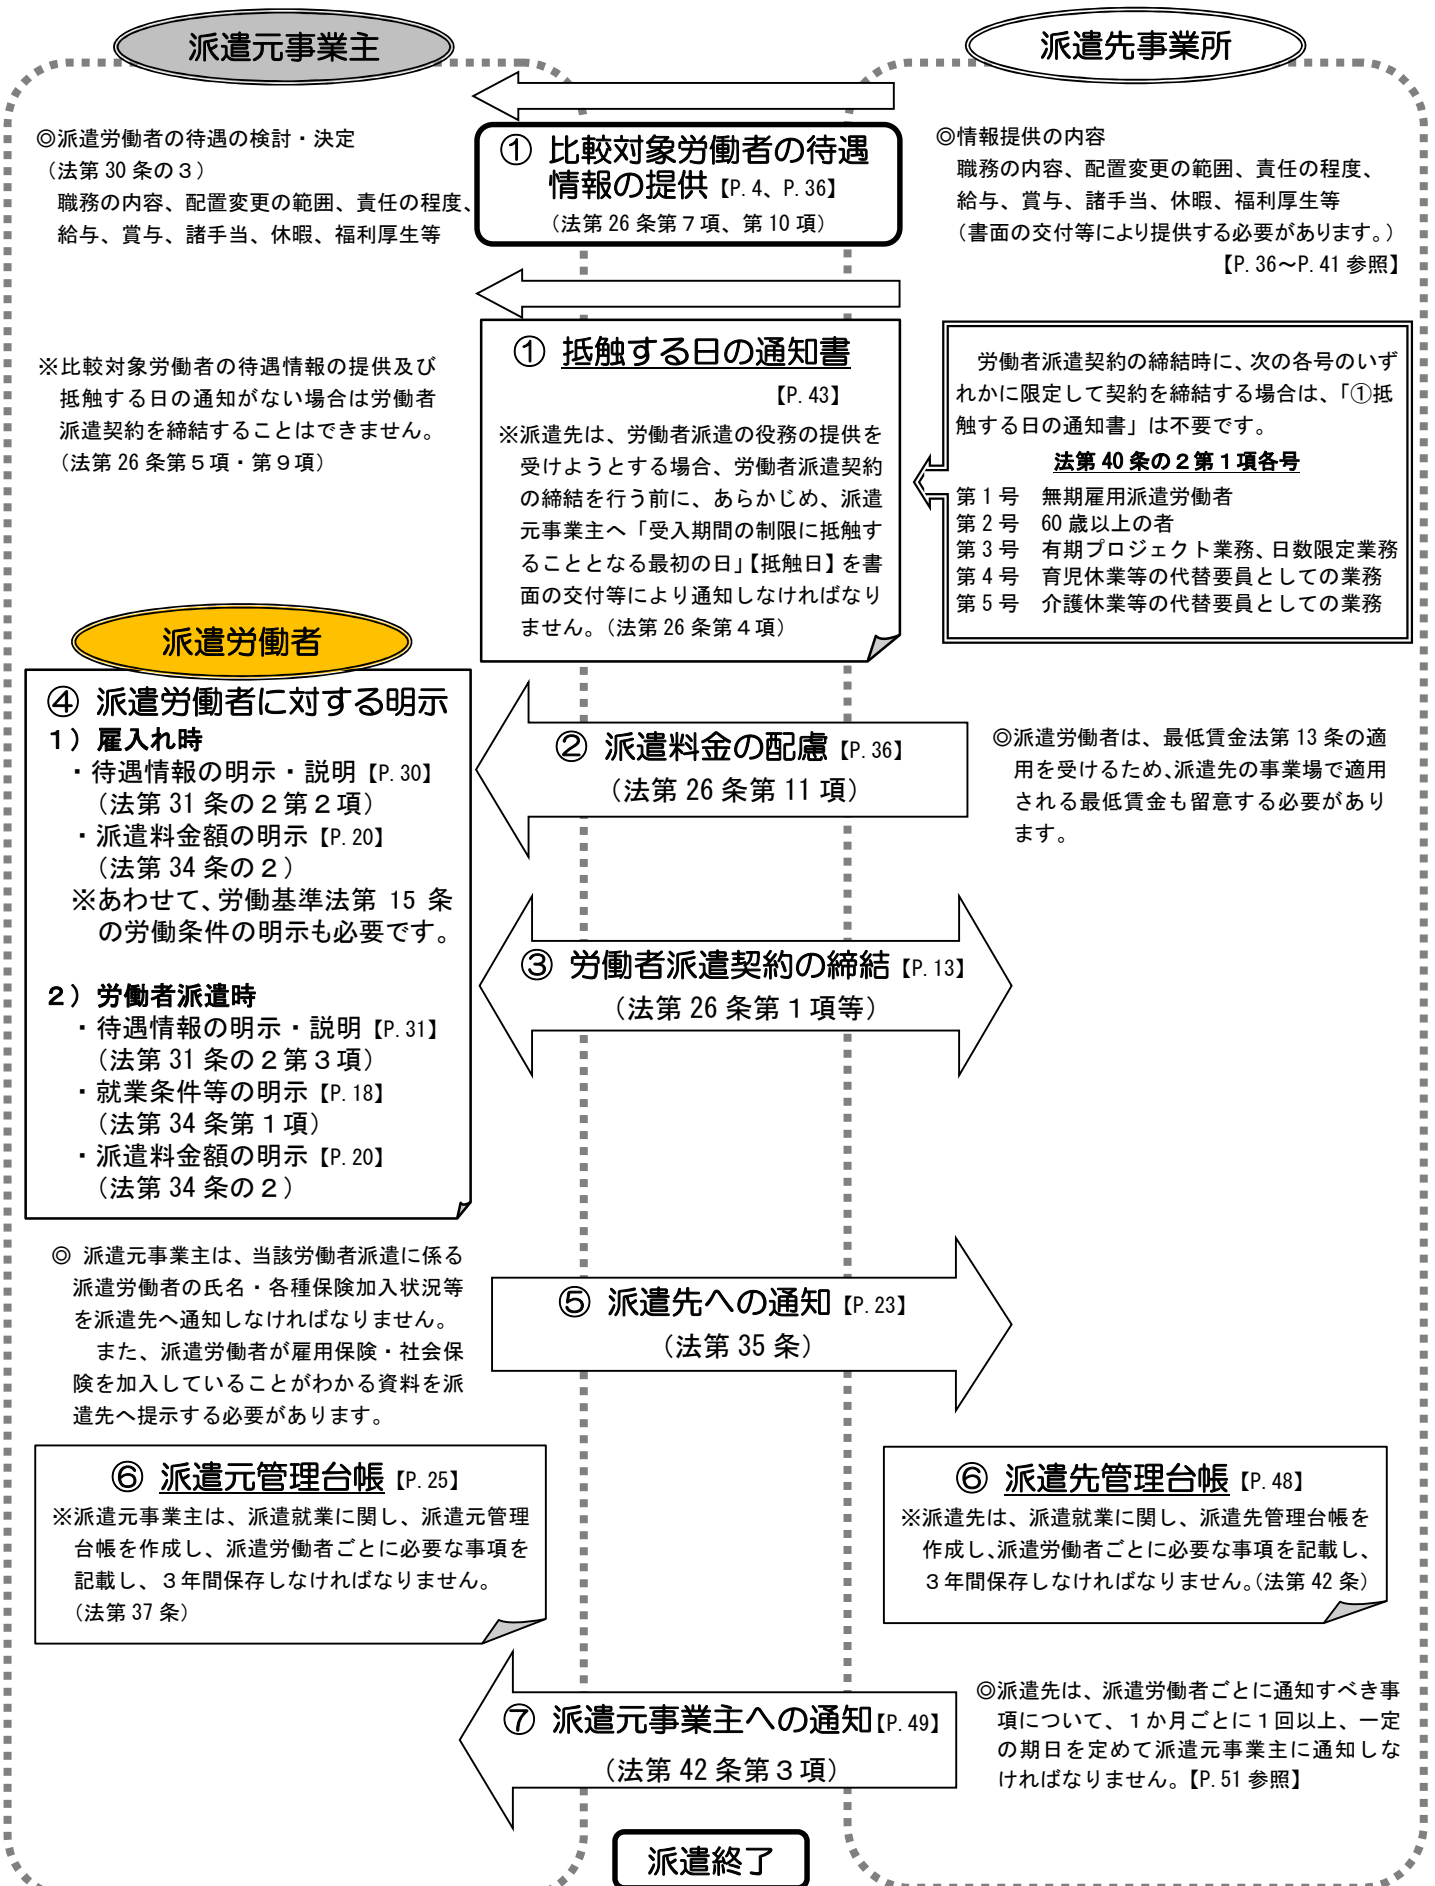 派遣元事業主
派遣先事業所
◎派遣労働者の待遇の検討・決定
（法第30条の３）
職務の内容、配置変更の範囲、責任の程度、
給与、賞与、諸手当、休暇、福利厚生等
① 比較対象労働者の待遇
情報の提供【P.4、P.36】
（法第26条第７項、第10項）
◎情報提供の内容
職務の内容、配置変更の範囲、責任の程度、
給与、賞与、諸手当、休暇、福利厚生等
（書面の交付等により提供する必要があります。）
【P.36～P.41参照】
※比較対象労働者の待遇情報の提供及び
抵触する日の通知がない場合は労働者
派遣契約を締結することはできません。
（法第26条第５項・第９項）
① 抵触する日の通知書
【P.43】
※派遣先は、労働者派遣の役務の提供を
受けようとする場合、労働者派遣契約
の締結を行う前に、あらかじめ、派遣
元事業主へ「受入期間の制限に抵触す
ることとなる最初の日」【抵触日】を書
面の交付等により通知しなければなり
ません。（法第26条第４項）
労働者派遣契約の締結時に、次の各号のいず
れかに限定して契約を締結する場合は、「①抵
触する日の通知書」は不要です。
法第40条の２第１項各号
第１号　無期雇用派遣労働者
第２号　60歳以上の者
第３号　有期プロジェクト業務、日数限定業務
第４号　育児休業等の代替要員としての業務
第５号　介護休業等の代替要員としての業務
派遣労働者
④ 派遣労働者に対する明示
１）雇入れ時
・待遇情報の明示・説明【P.30】
（法第31条の２第２項）
・派遣料金額の明示【P.20】
（法第34条の２）
※あわせて、労働基準法第15条
の労働条件の明示も必要です。
２）労働者派遣時
・待遇情報の明示・説明【P.31】
（法第31条の２第３項）
・就業条件等の明示【P.18】
（法第34条第１項）
・派遣料金額の明示【P.20】
（法第34条の２）
② 派遣料金の配慮【P.36】
（法第26条第11項）
◎派遣労働者は、最低賃金法第13条の適
用を受けるため、派遣先の事業場で適用
される最低賃金も留意する必要があり
ます。
③ 労働者派遣契約の締結【P.13】
（法第26条第１項等）
◎ 派遣元事業主は、当該労働者派遣に係る
派遣労働者の氏名・各種保険加入状況等
を派遣先へ通知しなければなりません。
また、派遣労働者が雇用保険・社会保
険を加入していることがわかる資料を派
遣先へ提示する必要があります。
⑤ 派遣先への通知【P.23】
（法第35条）
⑥ 派遣元管理台帳【P.25】
※派遣元事業主は、派遣就業に関し、派遣元管理
台帳を作成し、派遣労働者ごとに必要な事項を
記載し、３年間保存しなければなりません。
（法第37条）
⑥ 派遣先管理台帳【P.48】
※派遣先は、派遣就業に関し、派遣先管理台帳を
作成し、派遣労働者ごとに必要な事項を記載し、
３年間保存しなければなりません。（法第42条）
⑦ 派遣元事業主への通知【P.49】
（法第42条第３項）
◎派遣先は、派遣労働者ごとに通知すべき事
項について、１か月ごとに１回以上、一定
の期日を定めて派遣元事業主に通知しな
ければなりません。【P.51参照】
派遣終了